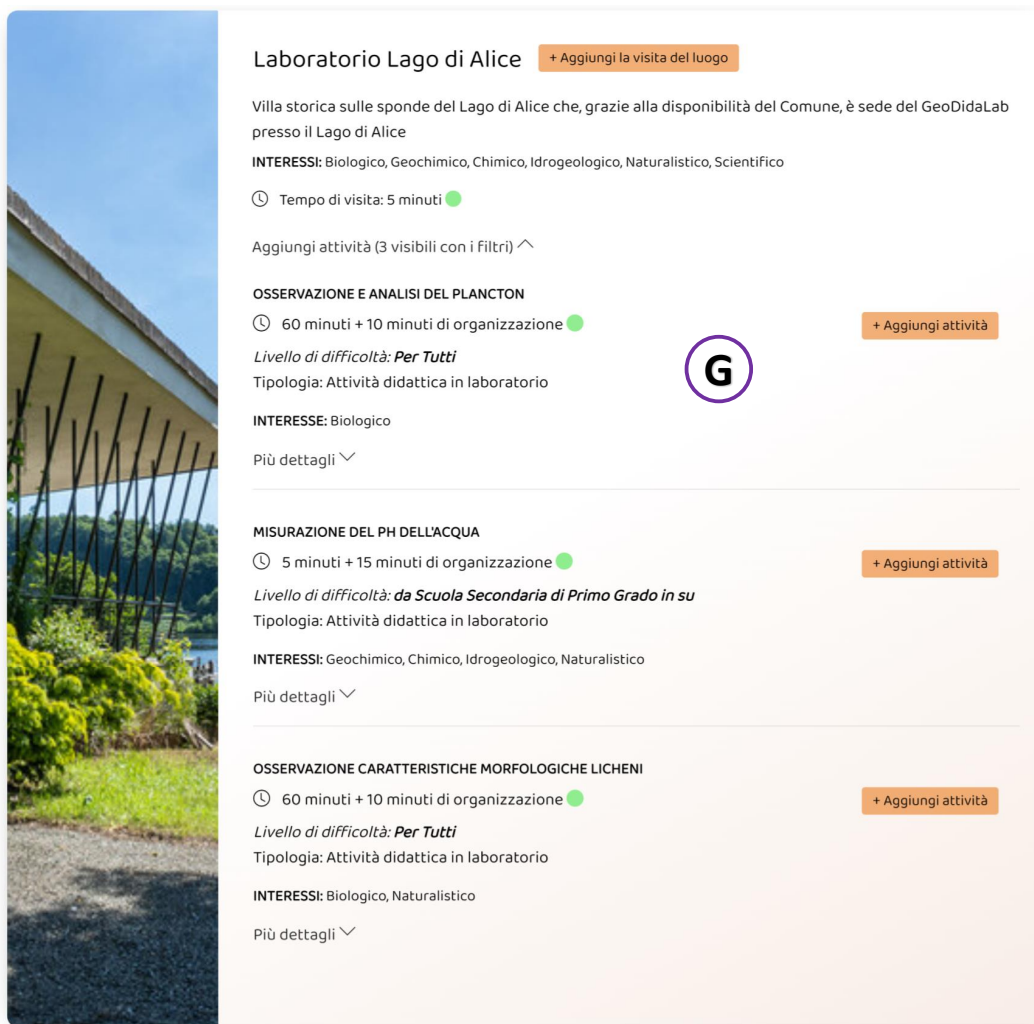 Laboratorio Lago di Alice + Aggiungi la visita del luogo
Villa storica sulle sponde del Lago di Alice che, grazie alla disponibilità del Comune, è sede del GeoDidaLab
presso il Lago di Alice
INTERESSI: Biologico, Geochimico, Chimico, Idrogeologico, Naturalistico, Scientifico
Tempo di visita: 5 minuti
Aggiungi attività (3 visibili con i filtri)
OSSERVAZIONE E ANALISI DEL PLANCTON
60 minuti + 10 minuti di organizzazione
+ Aggiungi attività
Livello di difficoltà: Per Tutti
G
Tipologia: Attività didattica in laboratorio
INTERESSE: Biologico
Più dettagli
MISURAZIONE DEL PH DELL'ACQUA
5 minuti + 15 minuti di organizzazione
+ Aggiungi attività
Livello di difficoltà: da Scuola Secondaria di Primo Grado in su
Tipologia: Attività didattica in laboratorio
INTERESSI: Geochimico, Chimico, Idrogeologico, Naturalistico
Più dettagli
OSSERVAZIONE CARATTERISTICHE MORFOLOGICHE LICHENI
60 minuti + 10 minuti di organizzazione
+ Aggiungi attività
Livello di difficoltà: Per Tutti
Tipologia: Attività didattica in laboratorio
INTERESSI: Biologico, Naturalistico
Più dettagli